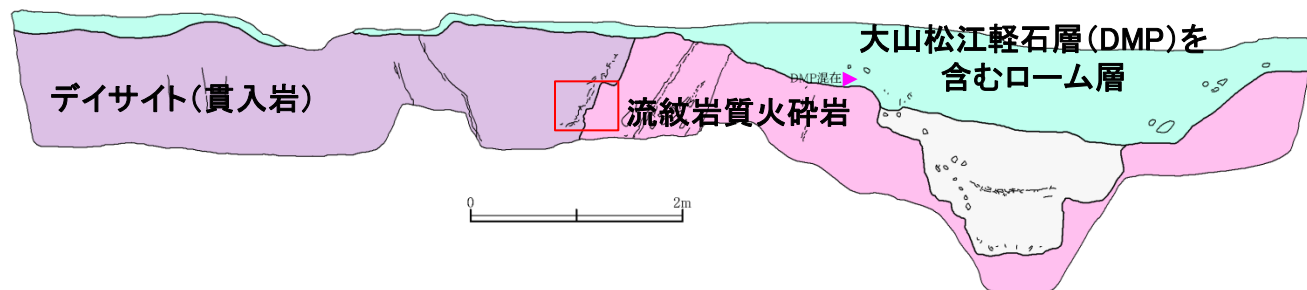 大山松江軽石層(DMP)を
含むローム層
DMP混在
デイサイト(貫入岩)
流紋岩質火砕岩
0 2m